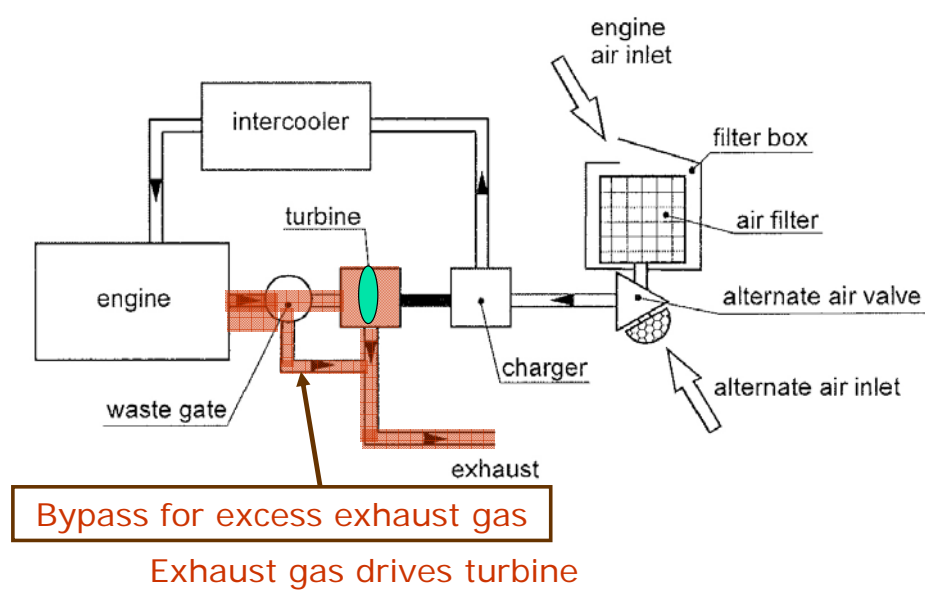 engine
air inlet
intercooler
filter box
turbine
air filter
engine
alternate air valve
charger
alternate air inlet
waste gate
exhaust
Bypass for excess exhaust gas
Exhaust gas drives turbine